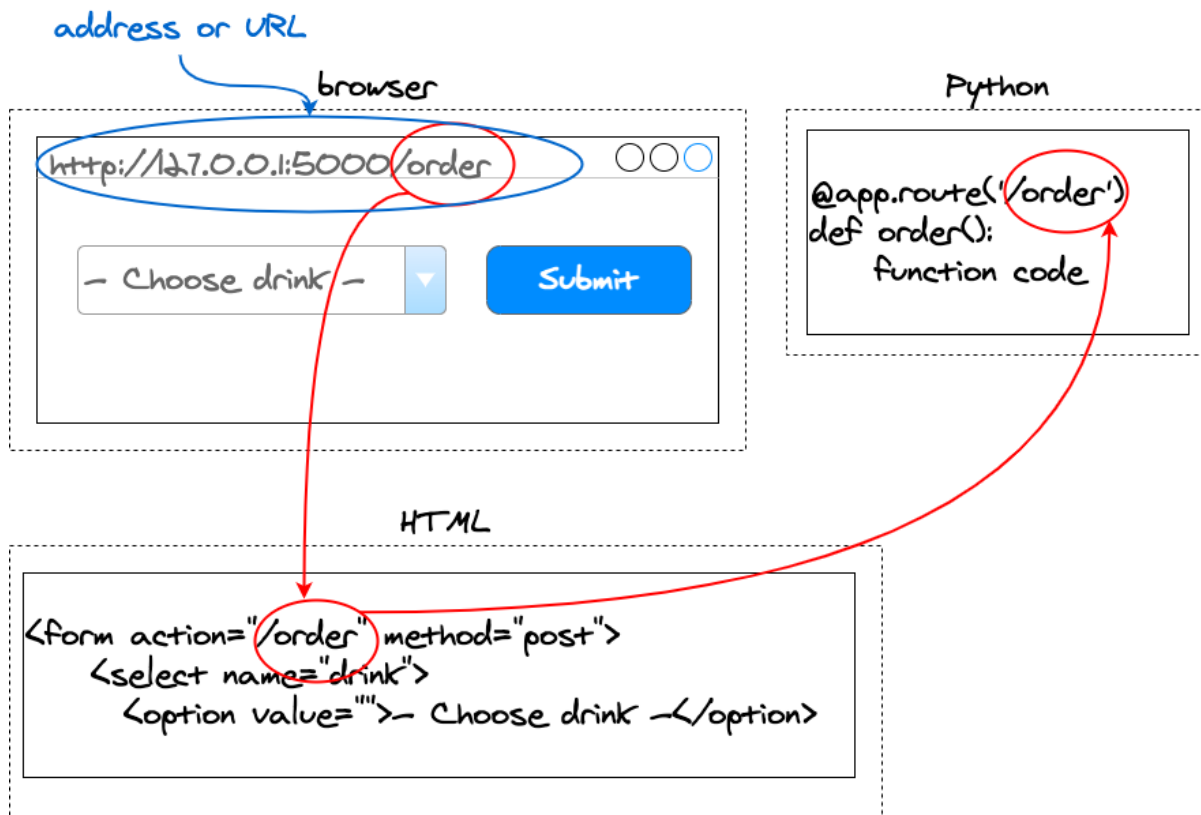 address or URL
browser
http://127.0.0.1:5000/order
- Choose drink -
Submit
Python
@app.route('/order')
def order():
function code
HTML
<form action="/order" method="post">
<select name="drink">
<option value="">- Choose drink -</option>